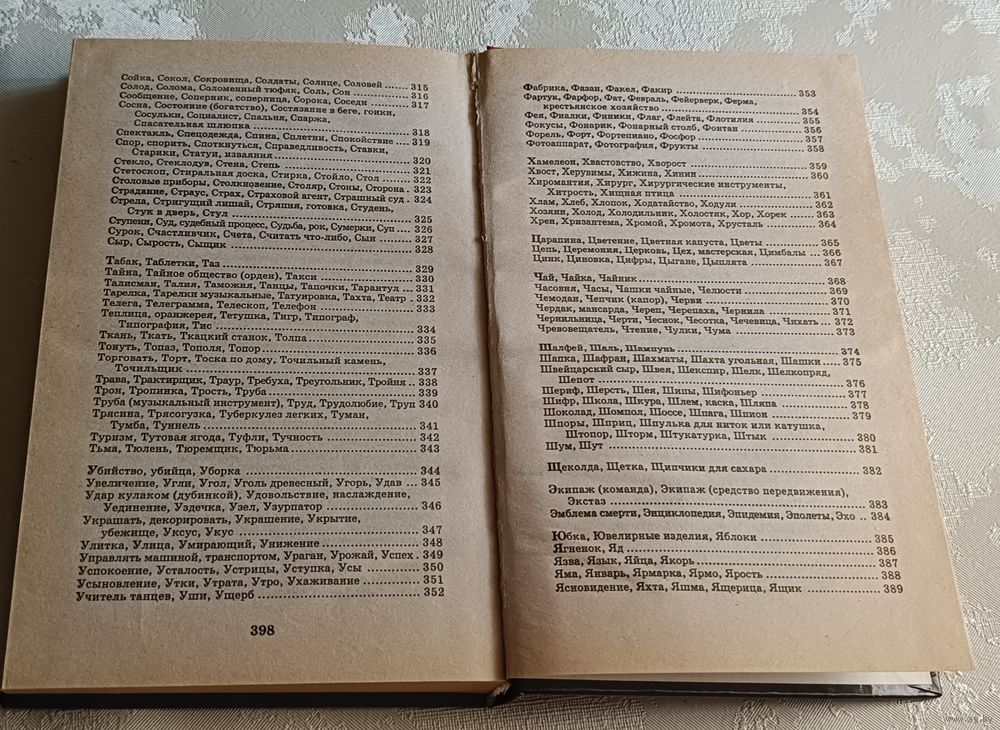 Сойка, Сокол, Сокровища, Солдаты, Солнце, Соловей ...... 315
Солод, Солома, Соломенный тюфяк, Соль, Сон ............... 316
Сообщение, Соперник, соперница, Сорока, Соседи ......... 317
Сосна, Состояние (богатство), Состязание в беге, гонки,
Сосульки, Социалист, Спальня, Спаржа,
Спасательная шлюпка ................................ 318
Спектакль, Спецодежда, Спина, Сплетни, Спокойствие .. 319
Спор, спорить, Споткнуться, Справедливость, Ставки,
Старики, Статуи, изваяния ............................ 320
Стекло, Стеклодув, Стена, Степь ........................ 321
Стетоскоп, Стиральная доска, Стирка, Стойло, Стол ...... 322
Столовые приборы, Столкновение, Столяр, Стоны, Сторона . 323
Страдание, Страус, Страх, Страховой агент, Страшный суд . 324
Стрела, Стригущий лишай, Стряпня, готовка, Студень,
Стук в дверь, Стул ................................ 325
Ступени, Суд, судебный процесс, Судьба, рок, Сумерки, Суп ... 326
Сурок, Счастливчик, Счета, Считать что-либо, Сын ......... 327
Сыр, Сырость, Сыщик ................................ 328
Табак, Таблетки, Таз ................................ 329
Тайна, Тайное общество (орден), Такси .................. 330
Талисман, Талия, Таможня, Танцы, Тапочки, Тарантул .. 331
Тарелка, Тарелки музыкальные, Татуировка, Тахта, Театр . 332
Телега, Телеграмма, Телескоп, Телефон .................. 333
Теплица, оранжерея, Тетушка, Тигр, Типограф,
Типография, Тис ................................ 334
Ткань, Ткать, Ткацкий станок, Толпа .................. 335
Тонуть, Топаз, Тополя, Топор ........................ 336
Торговать, Торт, Тоска по дому, Точильный камень,
Точильщик ................................ 337
Трава, Трактирщик, Траур, Требуха, Треугольник, Тройня .. 338
Трон, Тропинка, Трость, Труба ........................ 339
Труба (музыкальный инструмент), Труд, Трудолюбие, Труп 340
Трясина, Трясогузка, Туберкулез легких, Туман,
Тумба, Туннель ................................ 341
Туризм, Тутовая ягода, Туфли, Тучность .................. 342
Тьма, Тюлень, Тюремщик, Тюрьма ........................ 343
Убийство, убийца, Уборка ........................ 344
Увеличение, Угли, Угол, Уголь древесный, Угорь, Удав ... 345
Удар кулаком (дубинкой), Удовольствие, наслаждение,
Уединение, Уздечка, Узел, Узурпатор .................. 346
Украшать, декорировать, Украшение, Укрытие,
убежище, Уксус, Укус ........................ 347
Улитка, Улица, Умирающий, Унижение .................. 348
Управлять машиной, транспортом, Ураган, Урожай, Успех . 349
Успокоение, Усталость, Устрицы, Уступка, Усы ......... 350
Усыновление, Утки, Утрата, Утро, Ухаживание ......... 351
Учитель танцев, Уши, Ущерб ........................ 352
398
Фабрика, Фазан, Факел, Факир ........................ 353
Фартук, Фарфор, Фат, Февраль, Фейерверк, Ферма,
крестьянское хозяйство ........................ 354
Фея, Фиалки, Финики, Флаг, Флейта, Флотилия ......... 355
Фокусы, Фонарик, Фонарный столб, Фонтан ............... 356
Форель, Форт, Фортепиано, Фосфор .................. 357
Фотоаппарат, Фотография, Фрукты .................. 358
Хамелеон, Хвастовство, Хворост .................. 359
Хвост, Херувимы, Хижина, Хинин .................. 360
Хиромантия, Хирург, Хирургические инструменты,
Хитрость, Хищная птица ........................ 361
Хлам, Хлеб, Хлопок, Ходатайство, Ходули ............... 362
Хозяин, Холод, Холодильник, Холостяк, Хор, Хорек ...... 363
Хрен, Хризантема, Хромой, Хромота, Хрусталь ......... 364
Царапина, Цветение, Цветная капуста, Цветы ......... 365
Цепь, Церемония, Церковь, Цех, мастерская, Цимбалы ... 366
Цинк, Циновка, Цифры, Цыгане, Цыплята ............... 367
Чай, Чайка, Чайник ........................ 368
Часовня, Часы, Чашки чайные, Челюсти ............... 369
Чемодан, Чепчик (капор), Черви .................. 370
Чердак, мансарда, Череп, Черепаха, Чернила ............ 371
Чернильница, Черти, Чеснок, Чесотка, Чечевица, Чихать ... 372
Чревовещатель, Чтение, Чулки, Чума .................. 373
Шалфей, Шаль, Шампунь ........................ 374
Шапка, Шафран, Шахматы, Шахта угольная, Шашки .... 375
Швейцарский сыр, Швея, Шекспир, Шелк, Шелкопряд,
Шепот ................................ 376
Шериф, Шерсть, Шея, Шипы, Шифоньер ............... 377
Шифр, Школа, Шкура, Шлем, каска, Шляпа ............ 378
Шоколад, Шомпол, Шоссе, Шпага, Шпион ............... 379
Шпоры, Шприц, Шпулька для ниток или катушка,
Штопор, Шторм, Штукатурка, Штык ............... 380
Шум, Шут ................................ 381
Щеколда, Щетка, Щипчики для сахара .................. 382
Экипаж (команда), Экипаж (средство передвижения),
Экстаз ................................ 383
Эмблема смерти, Энциклопедия, Эпидемия, Эполеты, Эхо .. 384
Юбка, Ювелирные изделия, Яблоки .................. 385
Ягненок, Яд ................................ 386
Язва, Язык, Яйца, Якорь ........................ 387
Яма, Январь, Ярмарка, Ярмо, Ярость .................. 388
Ясновидение, Яхта, Яшма, Ящерица, Ящик ............ 389